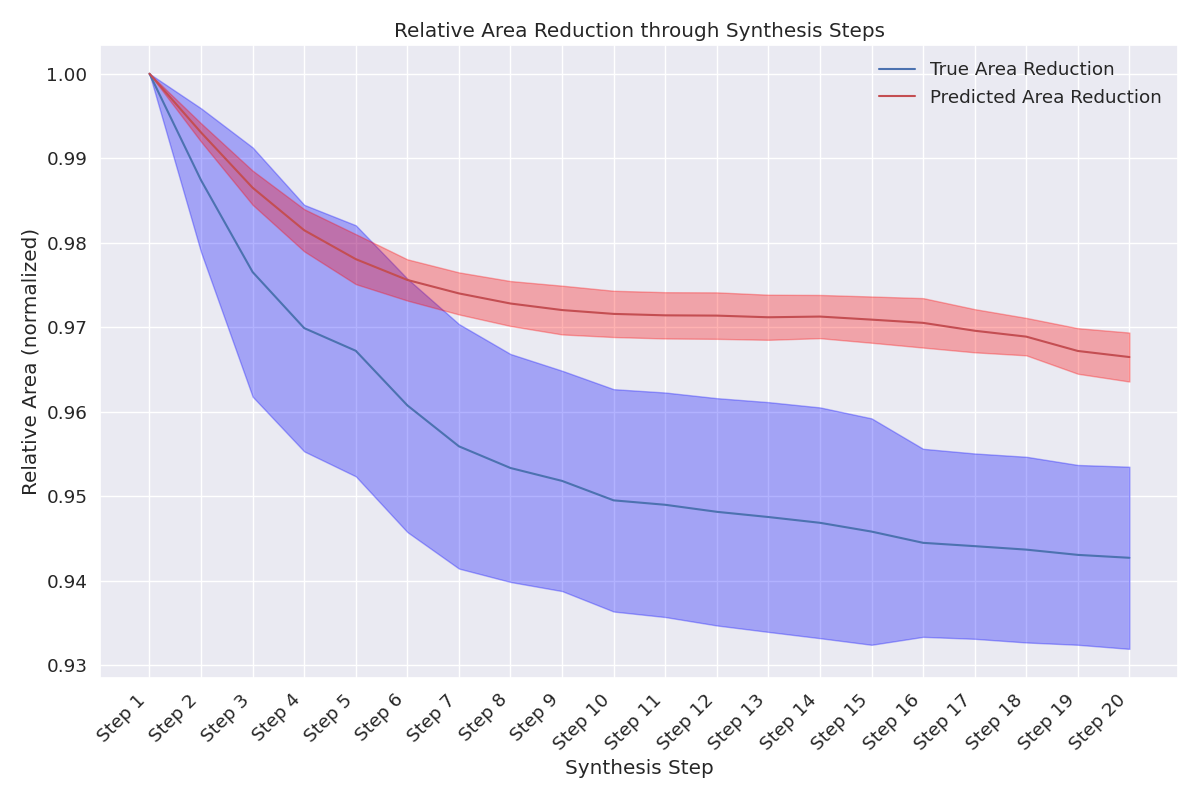 Relative Area Reduction through Synthesis Steps
True Area Reduction
Predicted Area Reduction
Relative Area (normalized)
1.00
0.99
0.98
0.97
0.96
0.95
0.94
0.93
Step 1
Step 2
Step 3
Step 4
Step 5
Step 6
Step 7
Step 8
Step 9
Step 10
Step 11
Step 12
Step 13
Step 14
Step 15
Step 16
Step 17
Step 18
Step 19
Step 20
Synthesis Step